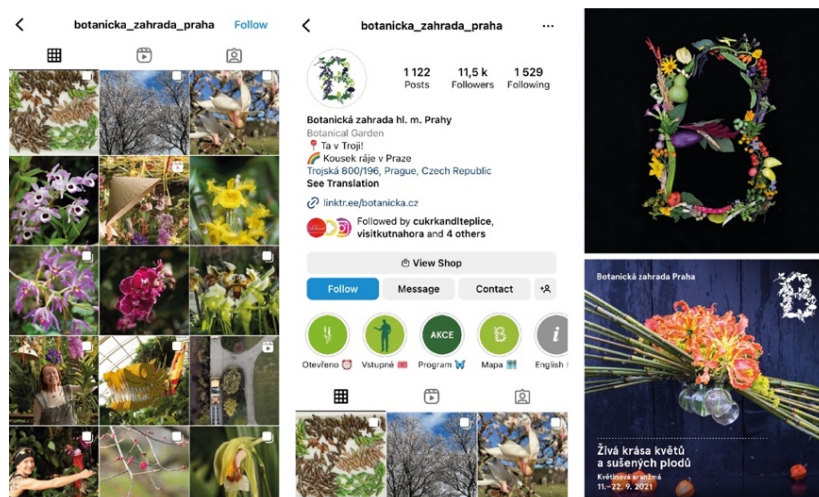 botanicka_zahrada_praha Follow
botanicka_zahrada_praha
1 122 11,5 k 1 529
Posts Followers Following
Botanická zahrada hl. m. Prahy
Botanical Garden
📍 Ta v Troji!
🌈 Kousek ráje v Praze
Trojská 800/196, Prague, Czech Republic
See Translation
linktr.ee/botanicka.cz
Followed by cukrkandlteplice,
visitkutnahora and 4 others
View Shop
Follow Message Contact
AKCE
Otevřeno ⏰ Vstupné 🎟️ Program 🦋 Mapa 🗺️ English
B
Botanická zahrada Praha
B
Živá krása květů
a sušených plodů
Květinová aranžmá
11.–22. 9. 2021